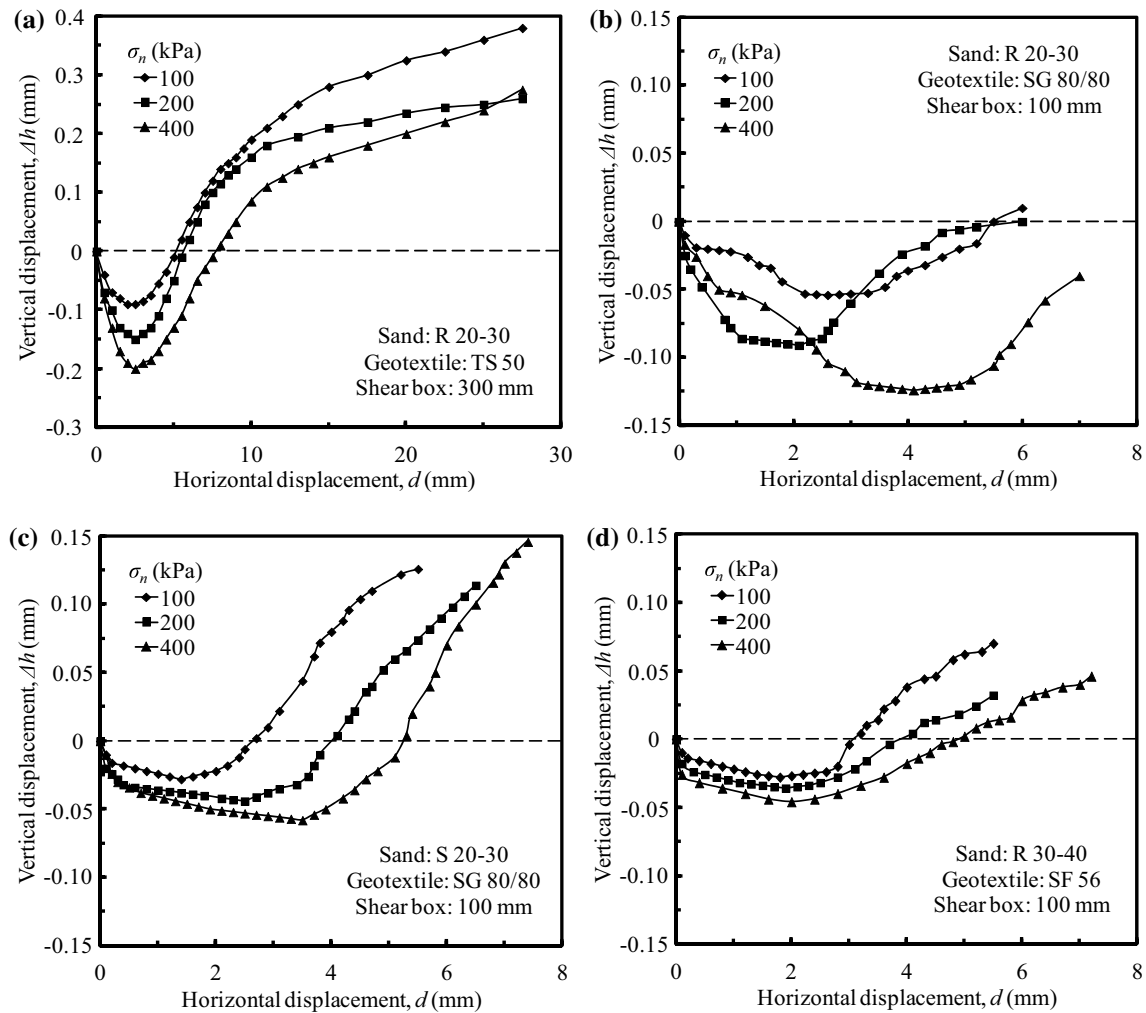 (a)
0.4
0.3
0.2
0.1
0
-0.1
-0.2
-0.3
Vertical displacement, Δh (mm)
σn (kPa)
100
200
400
Sand: R 20-30
Geotextile: TS 50
Shear box: 300 mm
0 10 20 30
Horizontal displacement, d (mm)
(b)
0.15
0.10
0.05
0
-0.05
-0.10
-0.15
Vertical displacement, Δh (mm)
σn (kPa)
100
200
400
Sand: R 20-30
Geotextile: SG 80/80
Shear box: 100 mm
0 2 4 6 8
Horizontal displacement, d (mm)
(c)
0.15
0.10
0.05
0
-0.05
-0.10
-0.15
Vertical displacement, Δh (mm)
σn (kPa)
100
200
400
Sand: S 20-30
Geotextile: SG 80/80
Shear box: 100 mm
0 2 4 6 8
Horizontal displacement, d (mm)
(d)
0.15
0.10
0.05
0
-0.05
-0.10
-0.15
Vertical displacement, Δh (mm)
σn (kPa)
100
200
400
Sand: R 30-40
Geotextile: SF 56
Shear box: 100 mm
0 2 4 6 8
Horizontal displacement, d (mm)